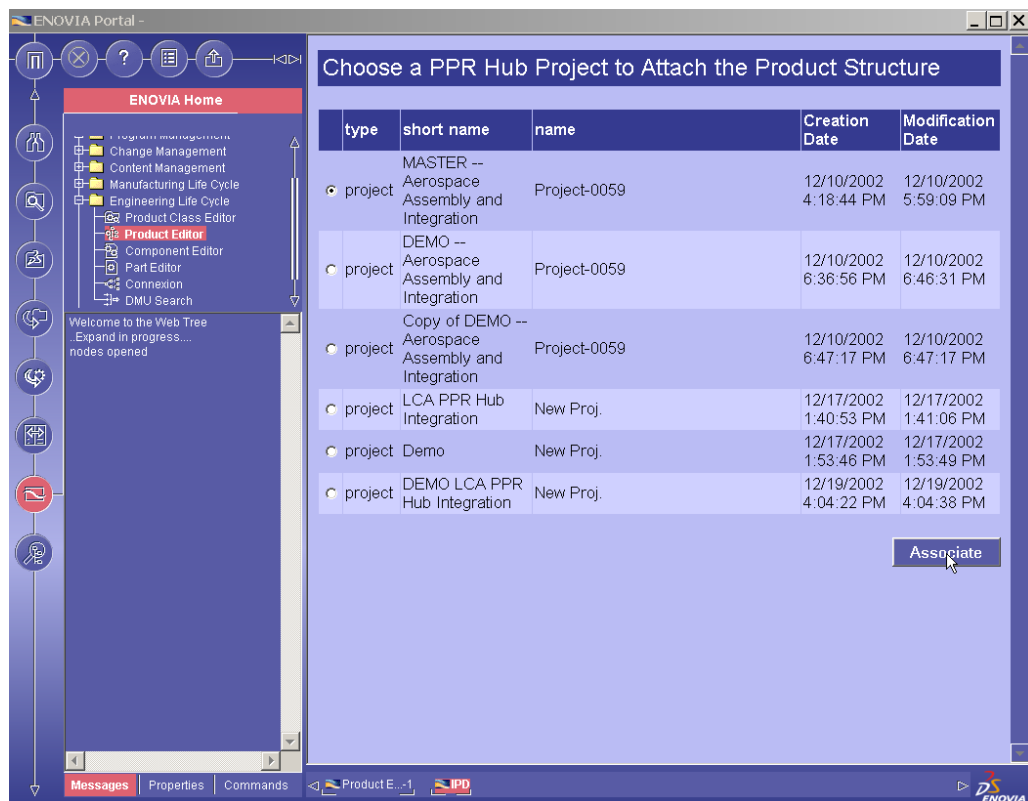 ENOVIA Portal -
?
ENOVIA Home
Program Management
Change Management
Content Management
Manufacturing Life Cycle
Engineering Life Cycle
Product Class Editor
Product Editor
Component Editor
Part Editor
Connexion
DMU Search
Welcome to the Web Tree
..Expand in progress....
nodes opened
Messages Properties Commands
Choose a PPR Hub Project to Attach the Product Structure
type short name name Creation Date Modification Date
MASTER --
Aerospace
Assembly and
Integration
project Project-0059 12/10/2002 4:18:44 PM 12/10/2002 5:59:09 PM
DEMO --
Aerospace
Assembly and
Integration
project Project-0059 12/10/2002 6:36:56 PM 12/10/2002 6:46:31 PM
Copy of DEMO --
Aerospace
Assembly and
Integration
project Project-0059 12/10/2002 6:47:17 PM 12/10/2002 6:47:17 PM
project LCA PPR Hub
Integration
New Proj. 12/17/2002 1:40:53 PM 12/17/2002 1:41:06 PM
project Demo New Proj. 12/17/2002 1:53:46 PM 12/17/2002 1:53:49 PM
project DEMO LCA PPR
Hub Integration
New Proj. 12/19/2002 4:04:22 PM 12/19/2002 4:04:38 PM
Associate
Product E...-1 IPD
ENOVIA